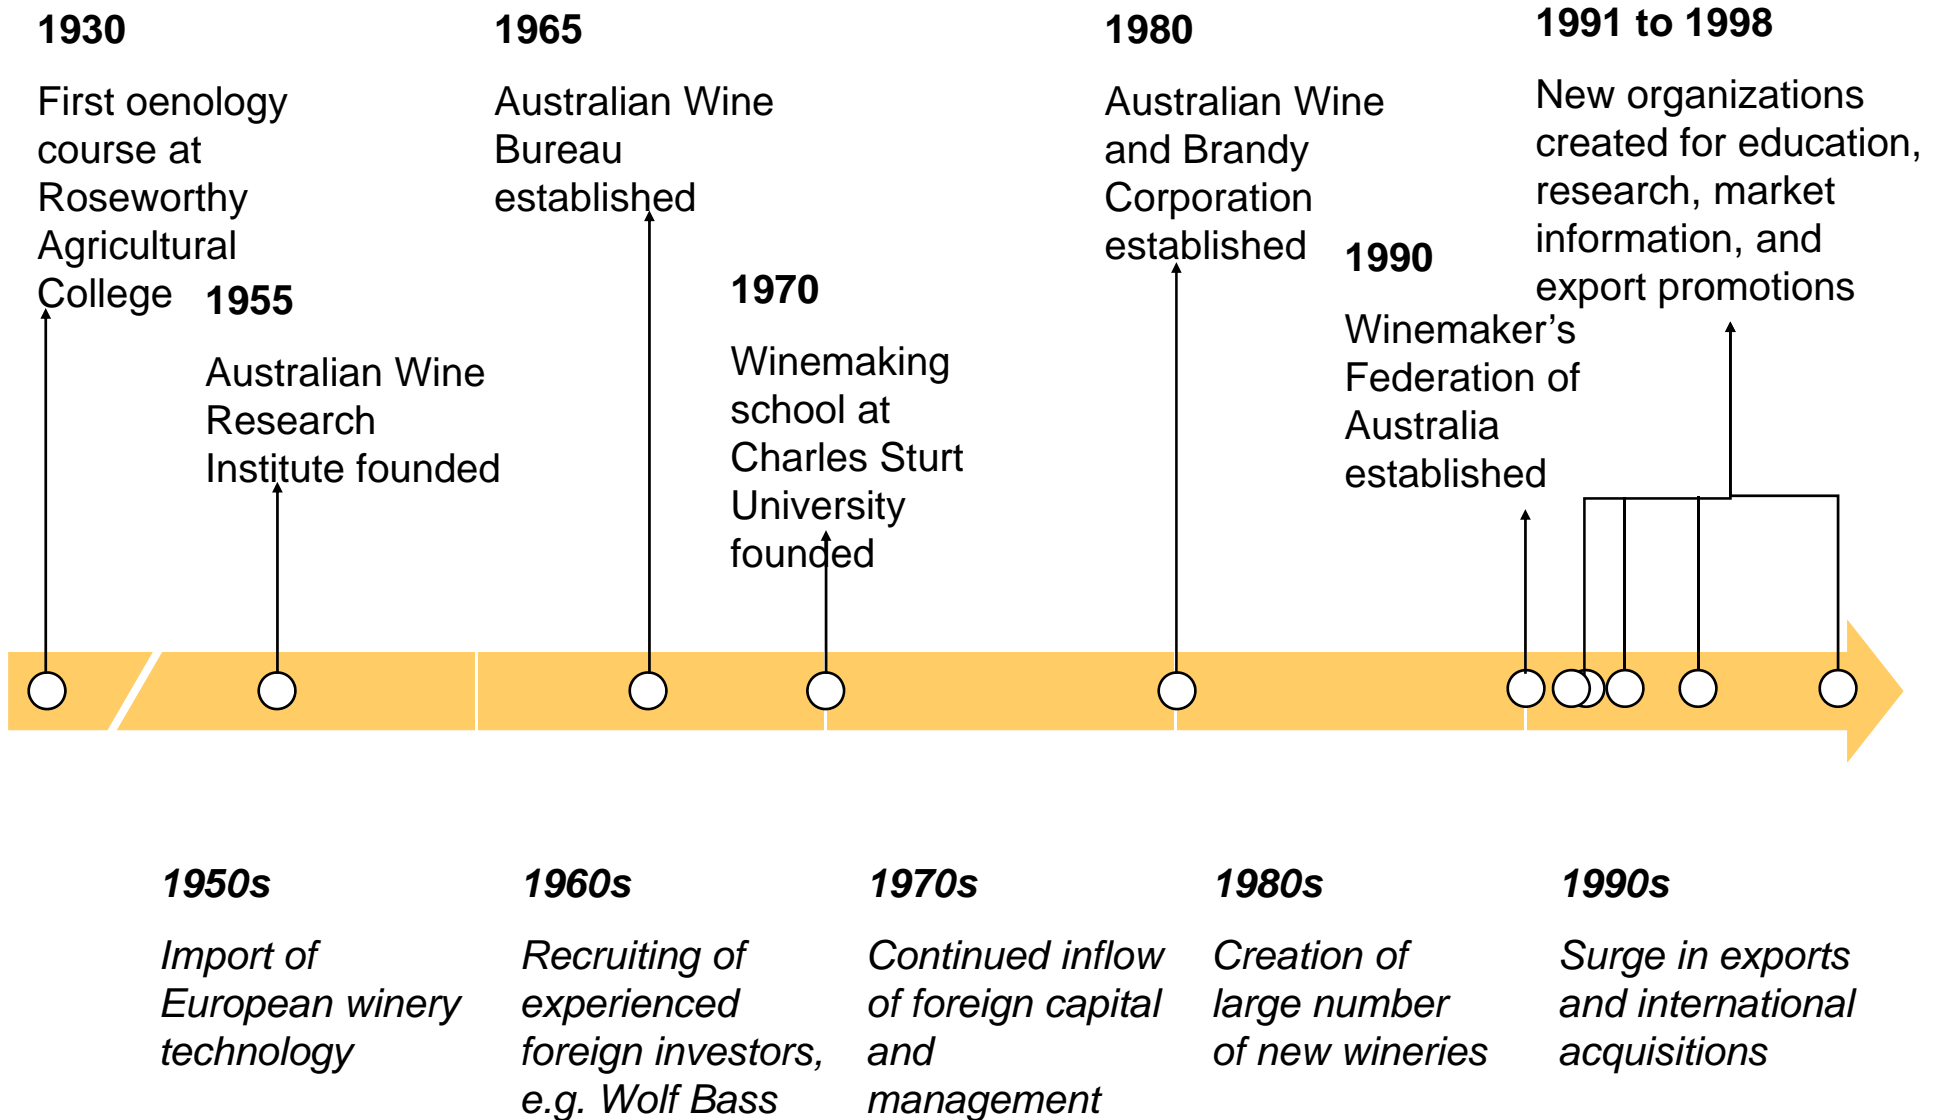 1930
First oenology
course at
Roseworthy
Agricultural
College
1955
Australian Wine
Research
Institute founded
1965
Australian Wine
Bureau
established
1970
Winemaking
school at
Charles Sturt
University
founded
1980
Australian Wine
and Brandy
Corporation
established
1990
Winemaker’s
Federation of
Australia
established
1991 to 1998
New organizations
created for education,
research, market
information, and
export promotions
1950s
Import of
European winery
technology
1960s
Recruiting of
experienced
foreign investors,
e.g. Wolf Bass
1970s
Continued inflow
of foreign capital
and
management
1980s
Creation of
large number
of new wineries
1990s
Surge in exports
and international
acquisitions